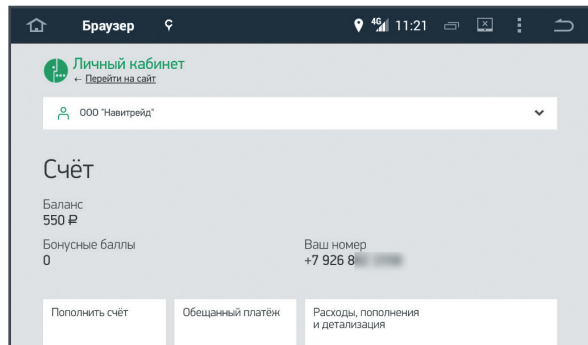 Браузер
4G 11:21
Личный кабинет
← Перейти на сайт
ООО "Навитрейд"
Счёт
Баланс
550 ₽
Бонусные баллы
0
Ваш номер
+7 926 8
Пополнить счёт
Обещанный платёж
Расходы, пополнения
и детализация